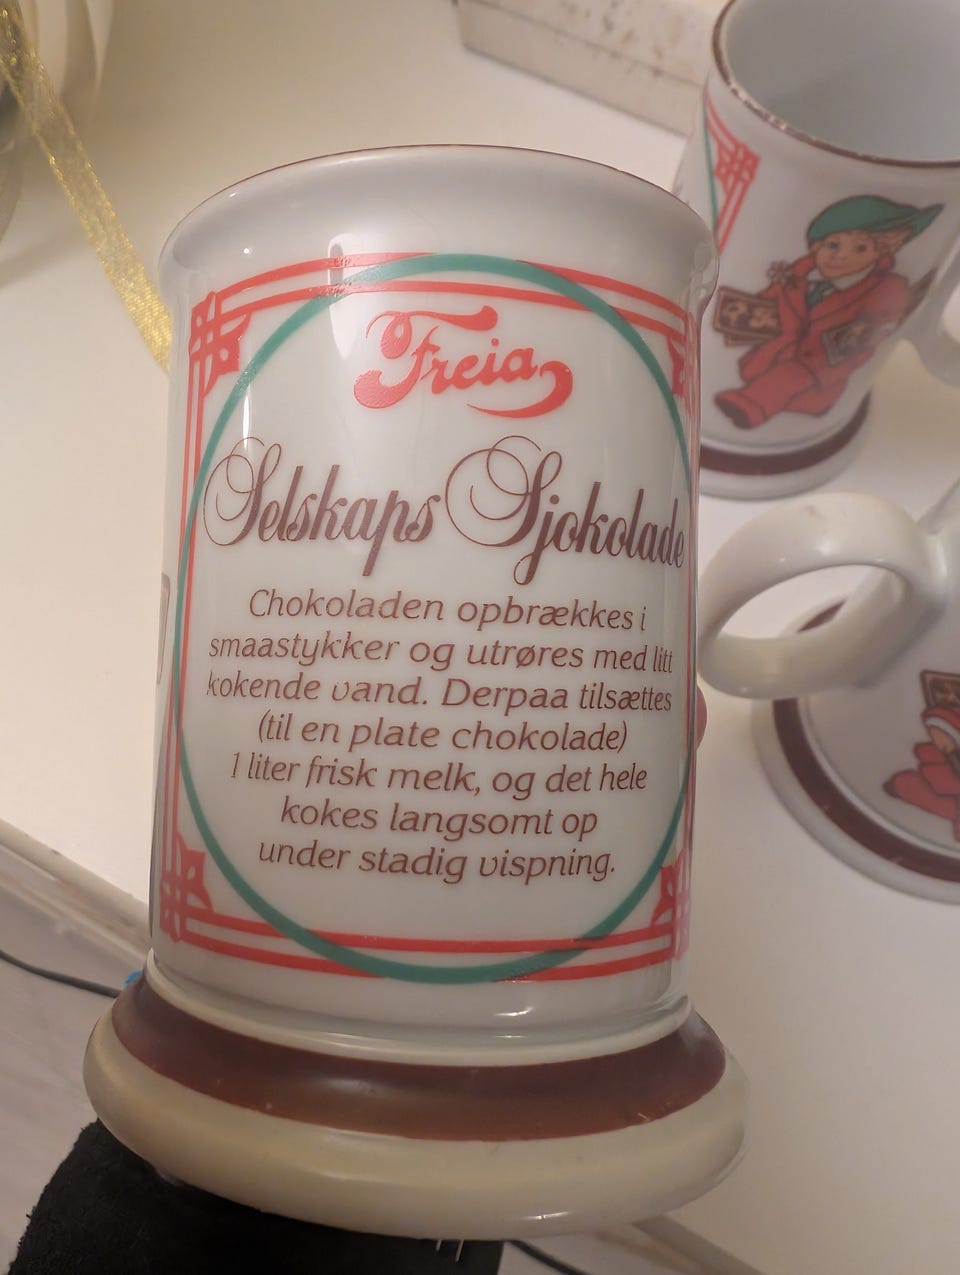 Freia
Selskaps Sjokolade
Chokoladen opbrækkes i
smaastykker og utrøres med litt
kokende vand. Derpaa tilsættes
(til en plate chokolade)
1 liter frisk melk, og det hele
kokes langsomt op
under stadig vispning.